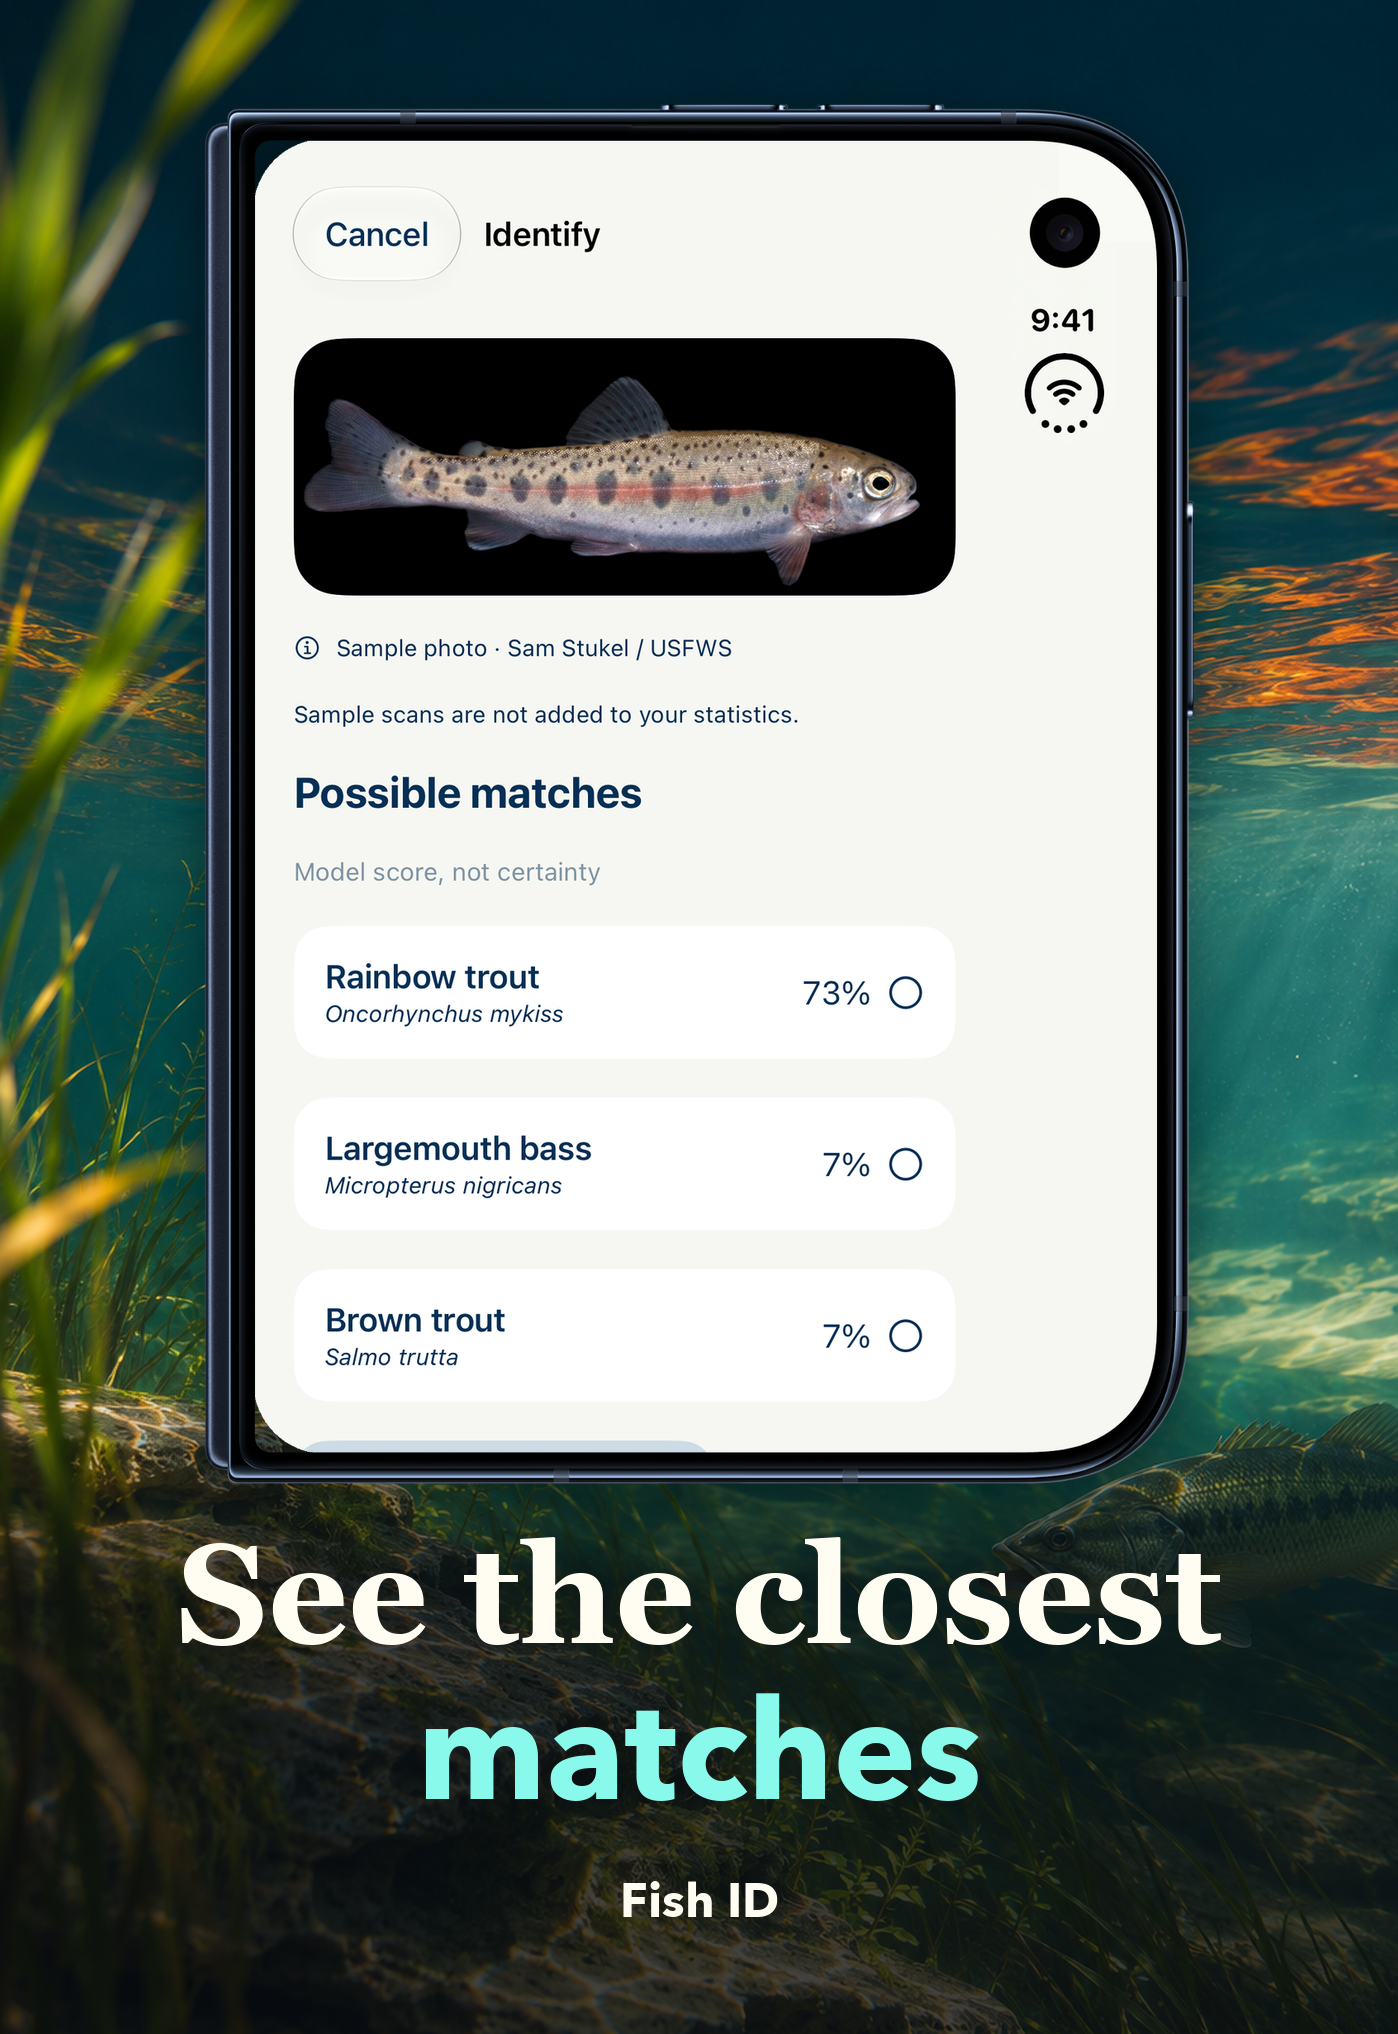 Cancel
Identify
9:41
Sample photo · Sam Stukel / USFWS
Sample scans are not added to your statistics.
Possible matches
Model score, not certainty
Rainbow trout
73%
Oncorhynchus mykiss
Largemouth bass
7%
Micropterus nigricans
Brown trout
7%
Salmo trutta
See the closest
matches
Fish ID